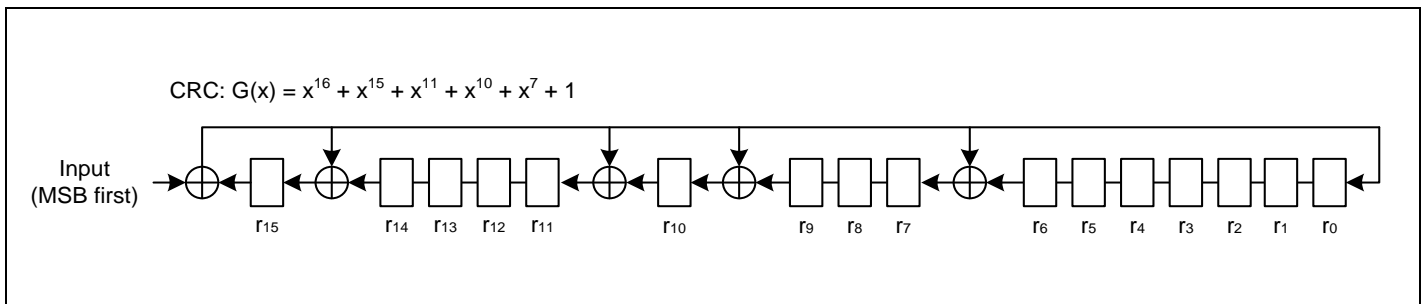 CRC: G(x) = x¹⁶ + x¹⁵ + x¹¹ + x¹⁰ + x⁷ + 1
Input
(MSB first)
r₁₅ r₁₄ r₁₃ r₁₂ r₁₁ r₁₀ r₉ r₈ r₇ r₆ r₅ r₄ r₃ r₂ r₁ r₀